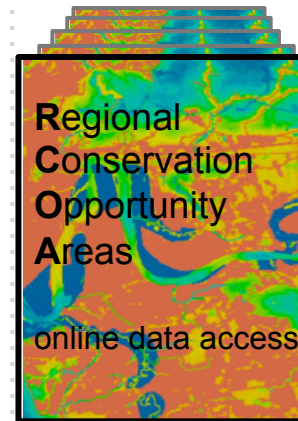 Regional
Conservation
Opportunity
Areas
online data access